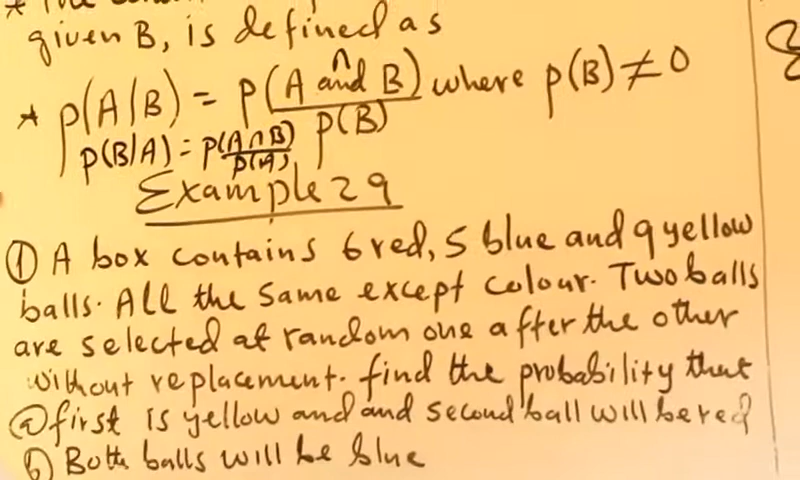 given B, is defined as
* p(A/B) = p(A and ∩ B) / p(B) where p(B) ≠ 0
p(B/A) = p(A∩B) / p(A)
Example 29
① A box contains 6 red, 5 blue and 9 yellow
balls. All the same except colour. Two balls
are selected at random one after the other
without replacement. find the probability that
ⓐ first is yellow and and second ball will be red
ⓑ Both balls will be blue